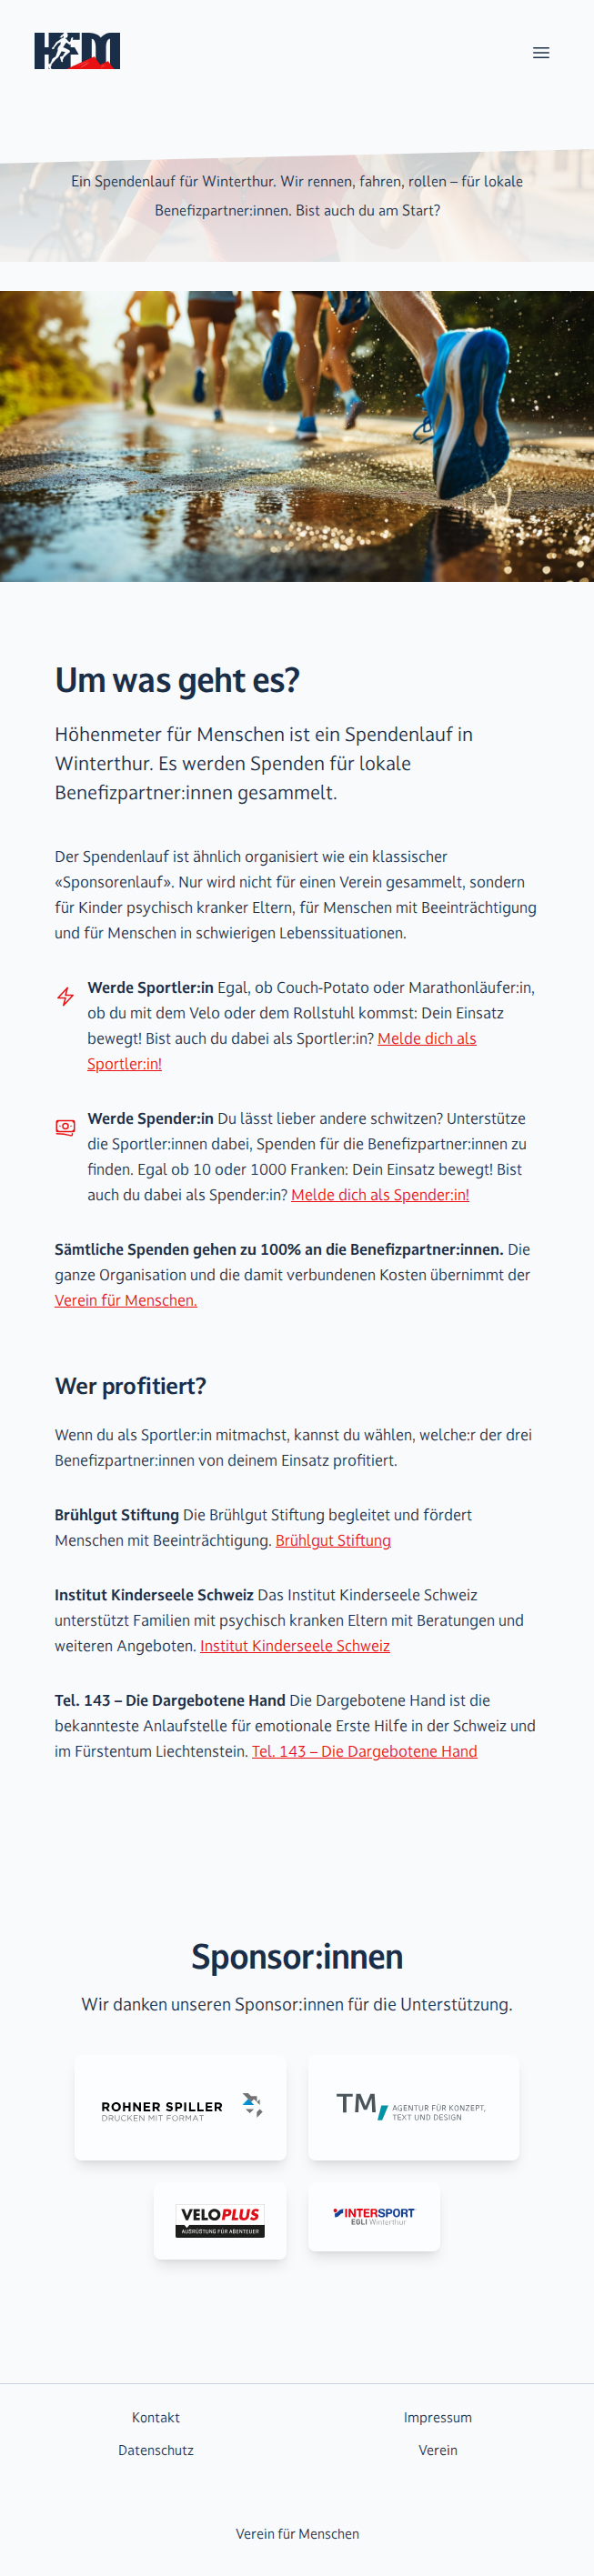 HFM
Ein Spendenlauf für Winterthur. Wir rennen, fahren, rollen – für lokale
Benefizpartner:innen. Bist auch du am Start?
Um was geht es?
Höhenmeter für Menschen ist ein Spendenlauf in
Winterthur. Es werden Spenden für lokale
Benefizpartner:innen gesammelt.
Der Spendenlauf ist ähnlich organisiert wie ein klassischer
«Sponsorenlauf». Nur wird nicht für einen Verein gesammelt, sondern
für Kinder psychisch kranker Eltern, für Menschen mit Beeinträchtigung
und für Menschen in schwierigen Lebenssituationen.
Werde Sportler:in Egal, ob Couch-Potato oder Marathonläufer:in,
ob du mit dem Velo oder dem Rollstuhl kommst: Dein Einsatz
bewegt! Bist auch du dabei als Sportler:in? Melde dich als
Sportler:in!
Werde Spender:in Du lässt lieber andere schwitzen? Unterstütze
die Sportler:innen dabei, Spenden für die Benefizpartner:innen zu
finden. Egal ob 10 oder 1000 Franken: Dein Einsatz bewegt! Bist
auch du dabei als Spender:in? Melde dich als Spender:in!
Sämtliche Spenden gehen zu 100% an die Benefizpartner:innen. Die
ganze Organisation und die damit verbundenen Kosten übernimmt der
Verein für Menschen.
Wer profitiert?
Wenn du als Sportler:in mitmachst, kannst du wählen, welche:r der drei
Benefizpartner:innen von deinem Einsatz profitiert.
Brühlgut Stiftung Die Brühlgut Stiftung begleitet und fördert
Menschen mit Beeinträchtigung. Brühlgut Stiftung
Institut Kinderseele Schweiz Das Institut Kinderseele Schweiz
unterstützt Familien mit psychisch kranken Eltern mit Beratungen und
weiteren Angeboten. Institut Kinderseele Schweiz
Tel. 143 – Die Dargebotene Hand Die Dargebotene Hand ist die
bekannteste Anlaufstelle für emotionale Erste Hilfe in der Schweiz und
im Fürstentum Liechtenstein. Tel. 143 – Die Dargebotene Hand
Sponsor:innen
Wir danken unseren Sponsor:innen für die Unterstützung.
ROHNER SPILLER
DRUCKEN MIT FORMAT
TM, AGENTUR FÜR KONZEPT,
TEXT UND DESIGN
VELOPLUS
AUSRÜSTUNG FÜR ABENTEUER
INTERSPORT
EGLI Winterthur
Kontakt
Impressum
Datenschutz
Verein
Verein für Menschen